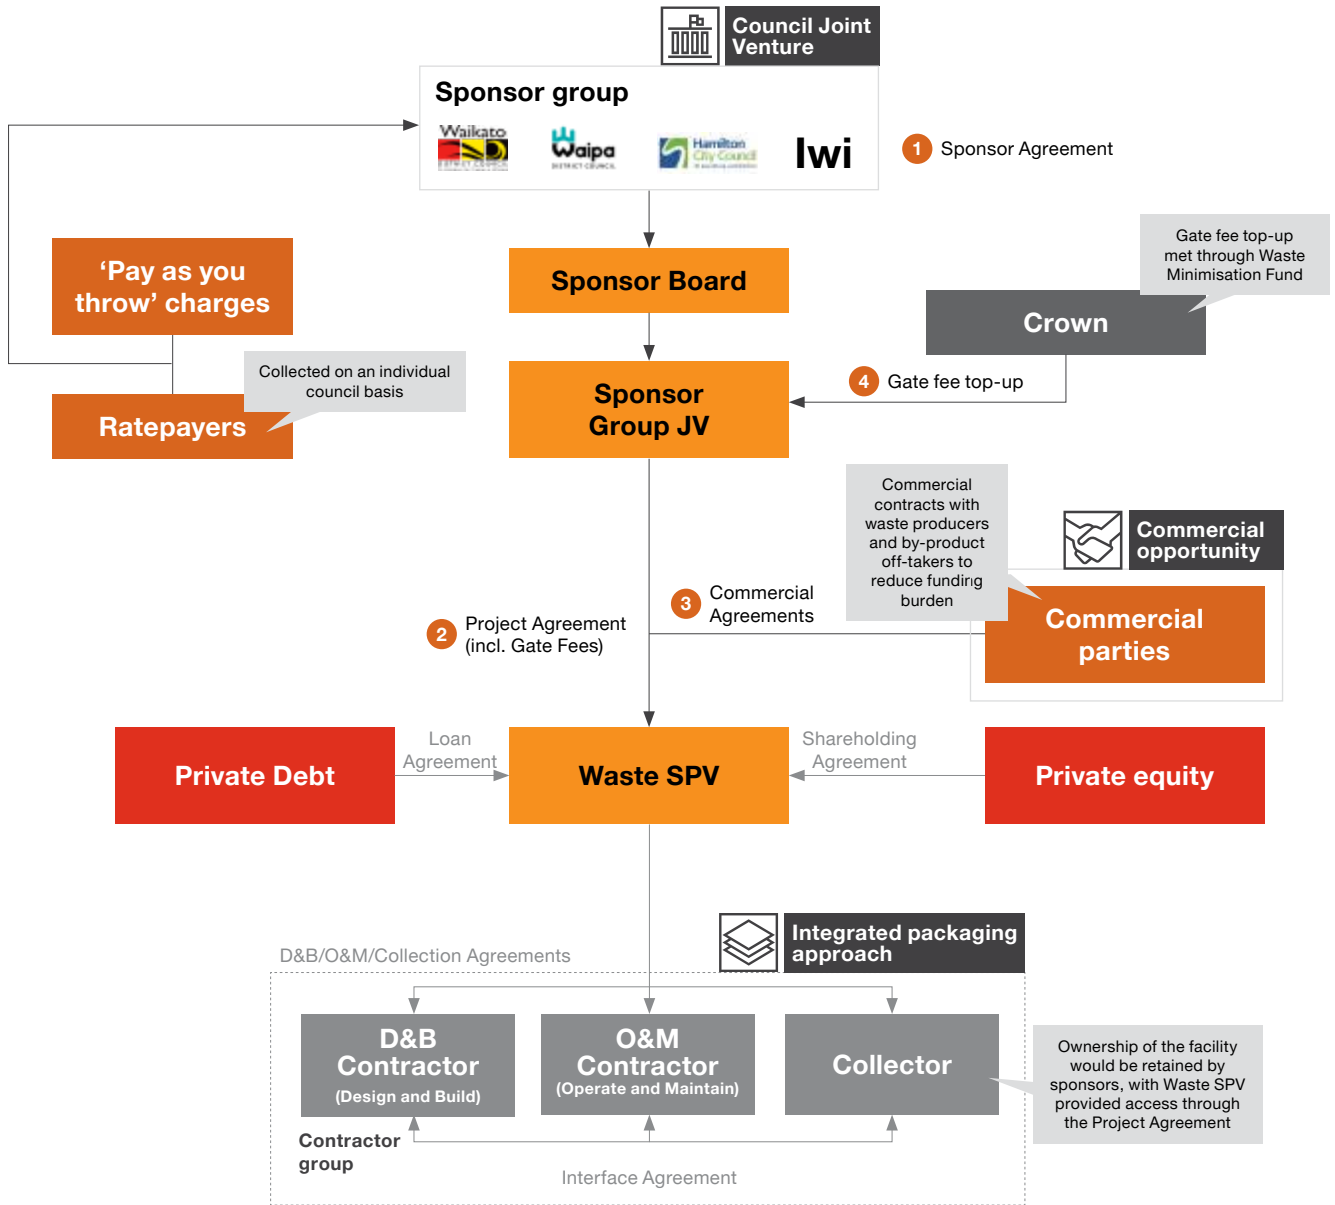 Council Joint
Venture
Sponsor group
Waikato
DISTRICT COUNCIL
Waipa
DISTRICT COUNCIL
Hamilton
City Council
Iwi
1 Sponsor Agreement
Gate fee top-up
met through Waste
Minimisation Fund
'Pay as you
throw' charges
Sponsor Board
Crown
Collected on an individual
council basis
Ratepayers
Sponsor
Group JV
4 Gate fee top-up
Commercial
contracts with
waste producers
and by-product
off-takers to
reduce funding
burden
Commercial
opportunity
3 Commercial
Agreements
2 Project Agreement
(incl. Gate Fees)
Commercial
parties
Private Debt
Loan
Agreement
Waste SPV
Shareholding
Agreement
Private equity
Integrated packaging
approach
D&B/O&M/Collection Agreements
D&B
Contractor
(Design and Build)
O&M
Contractor
(Operate and Maintain)
Collector
Ownership of the facility
would be retained by
sponsors, with Waste SPV
provided access through
the Project Agreement
Contractor
group
Interface Agreement